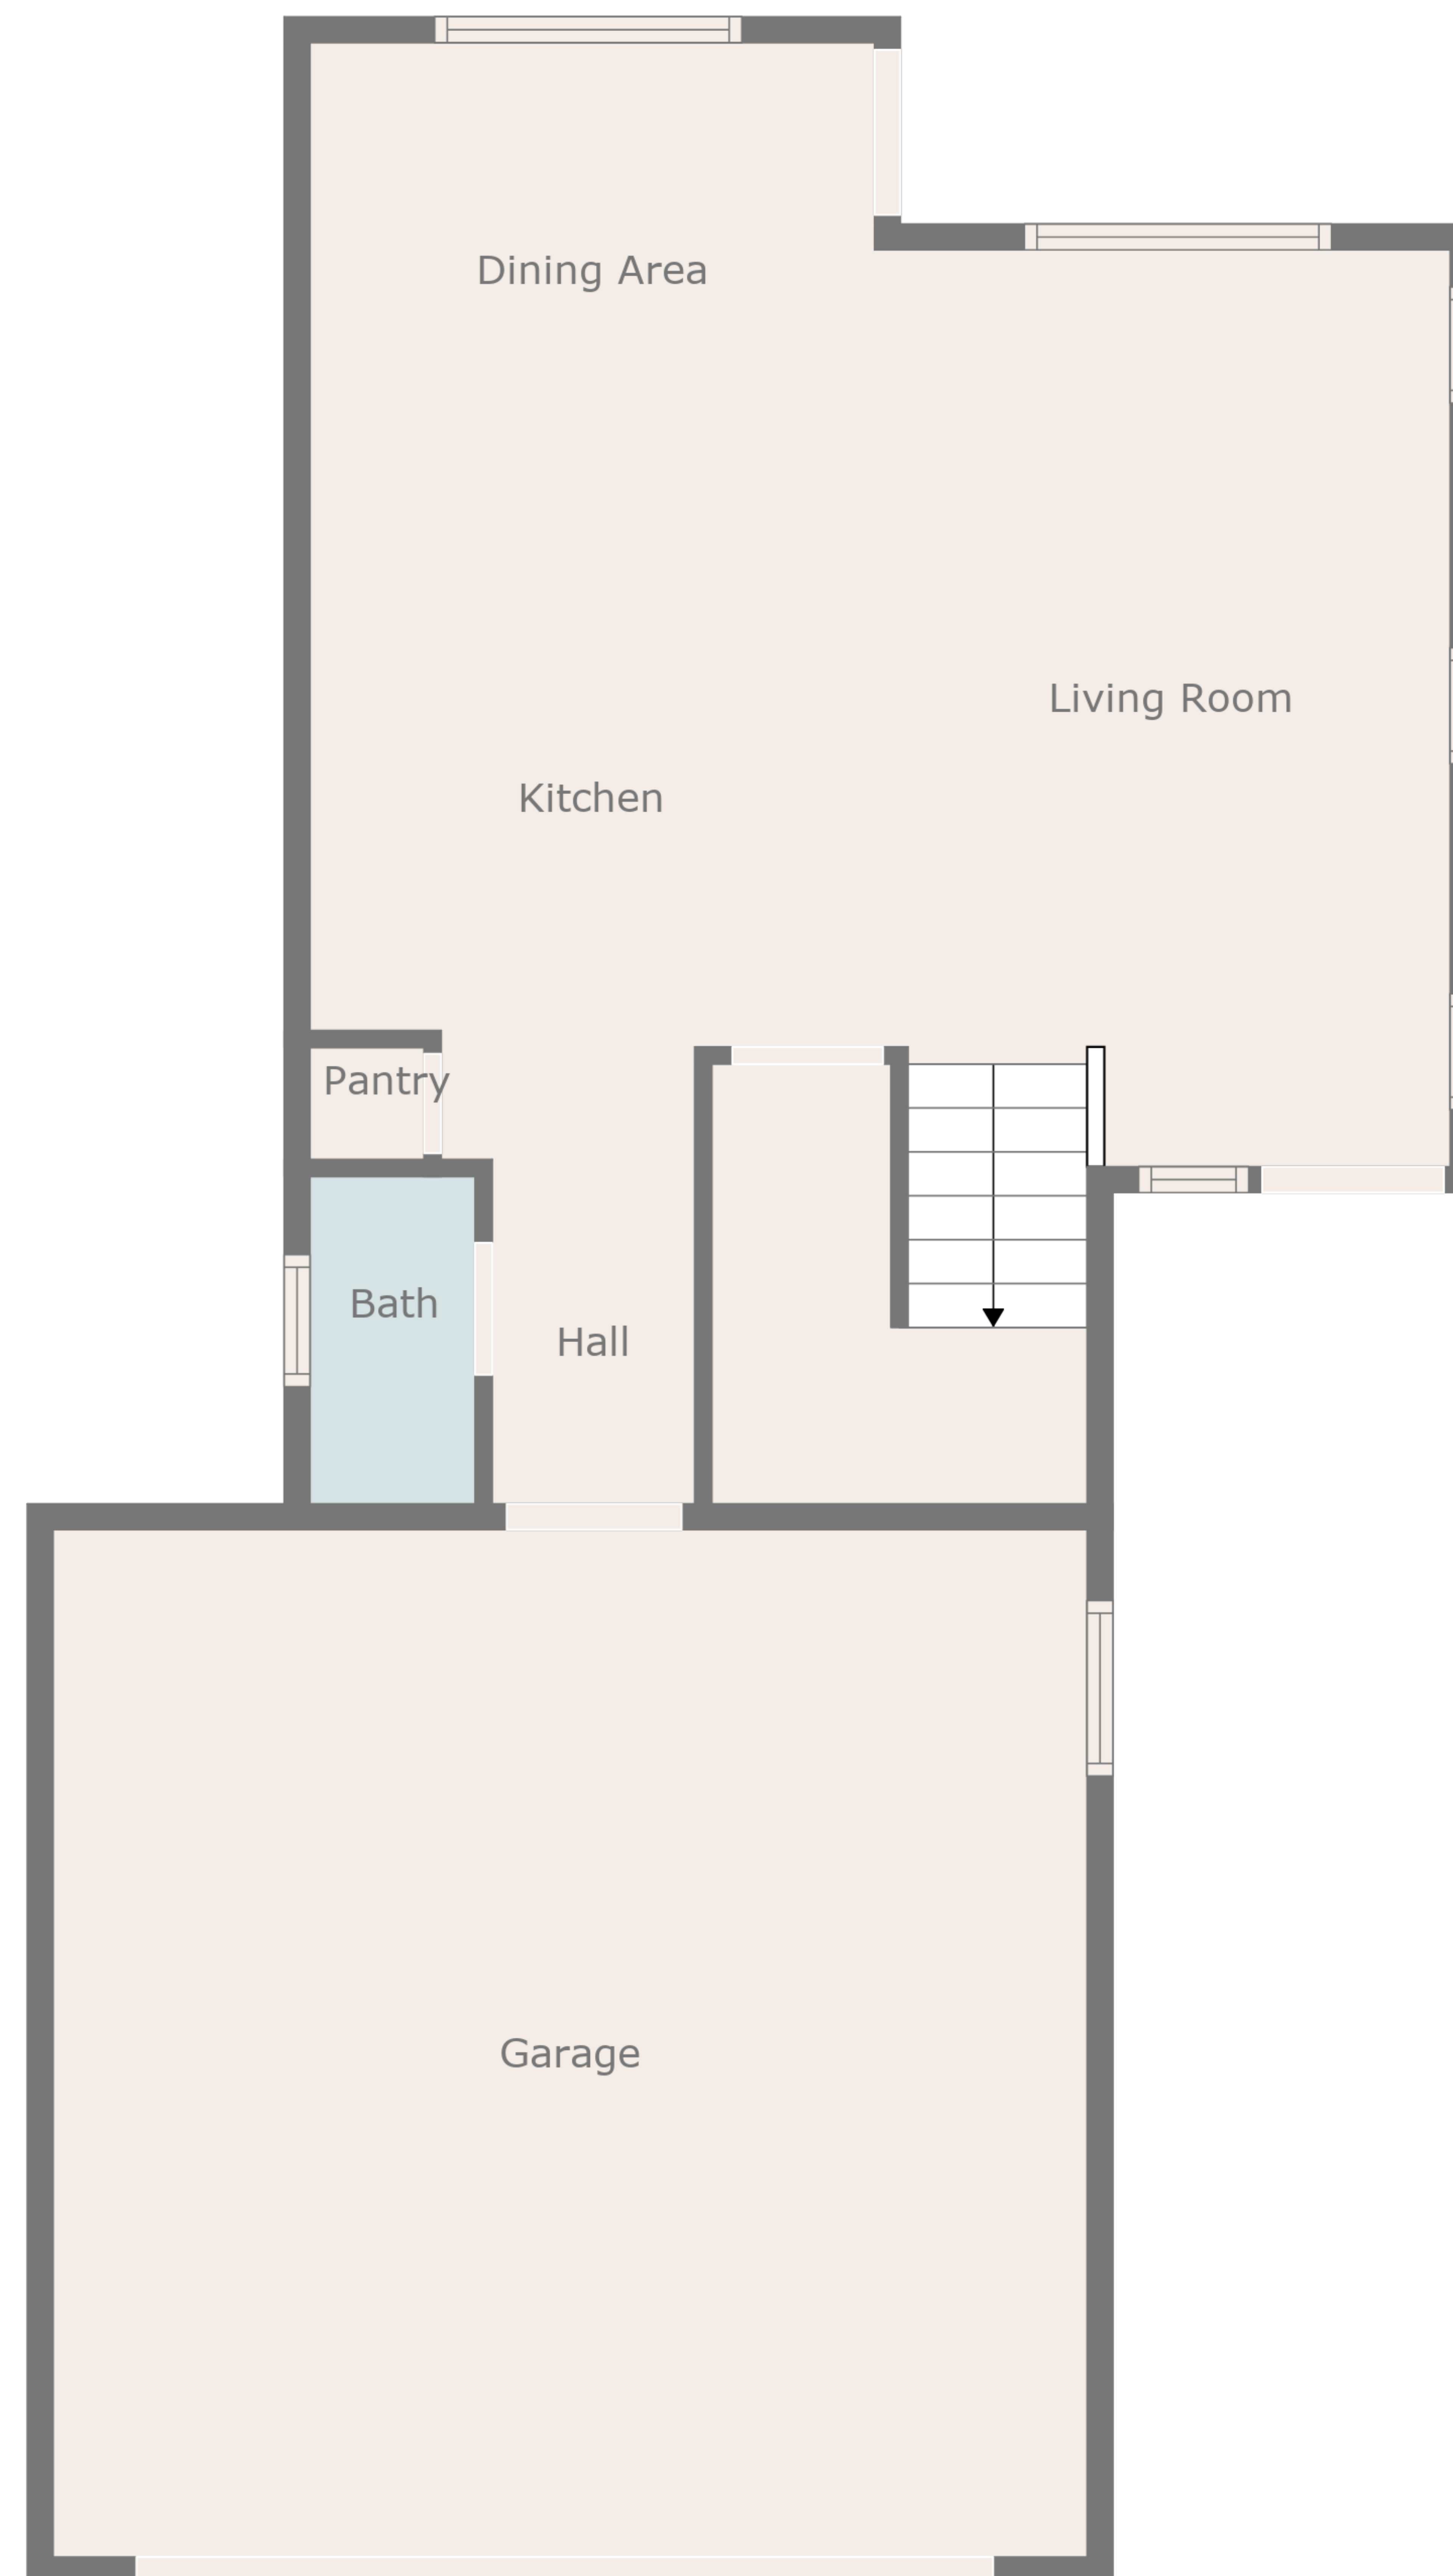 Dining Area
Living Room
Kitchen
Pantry
Bath
Hall
Garage